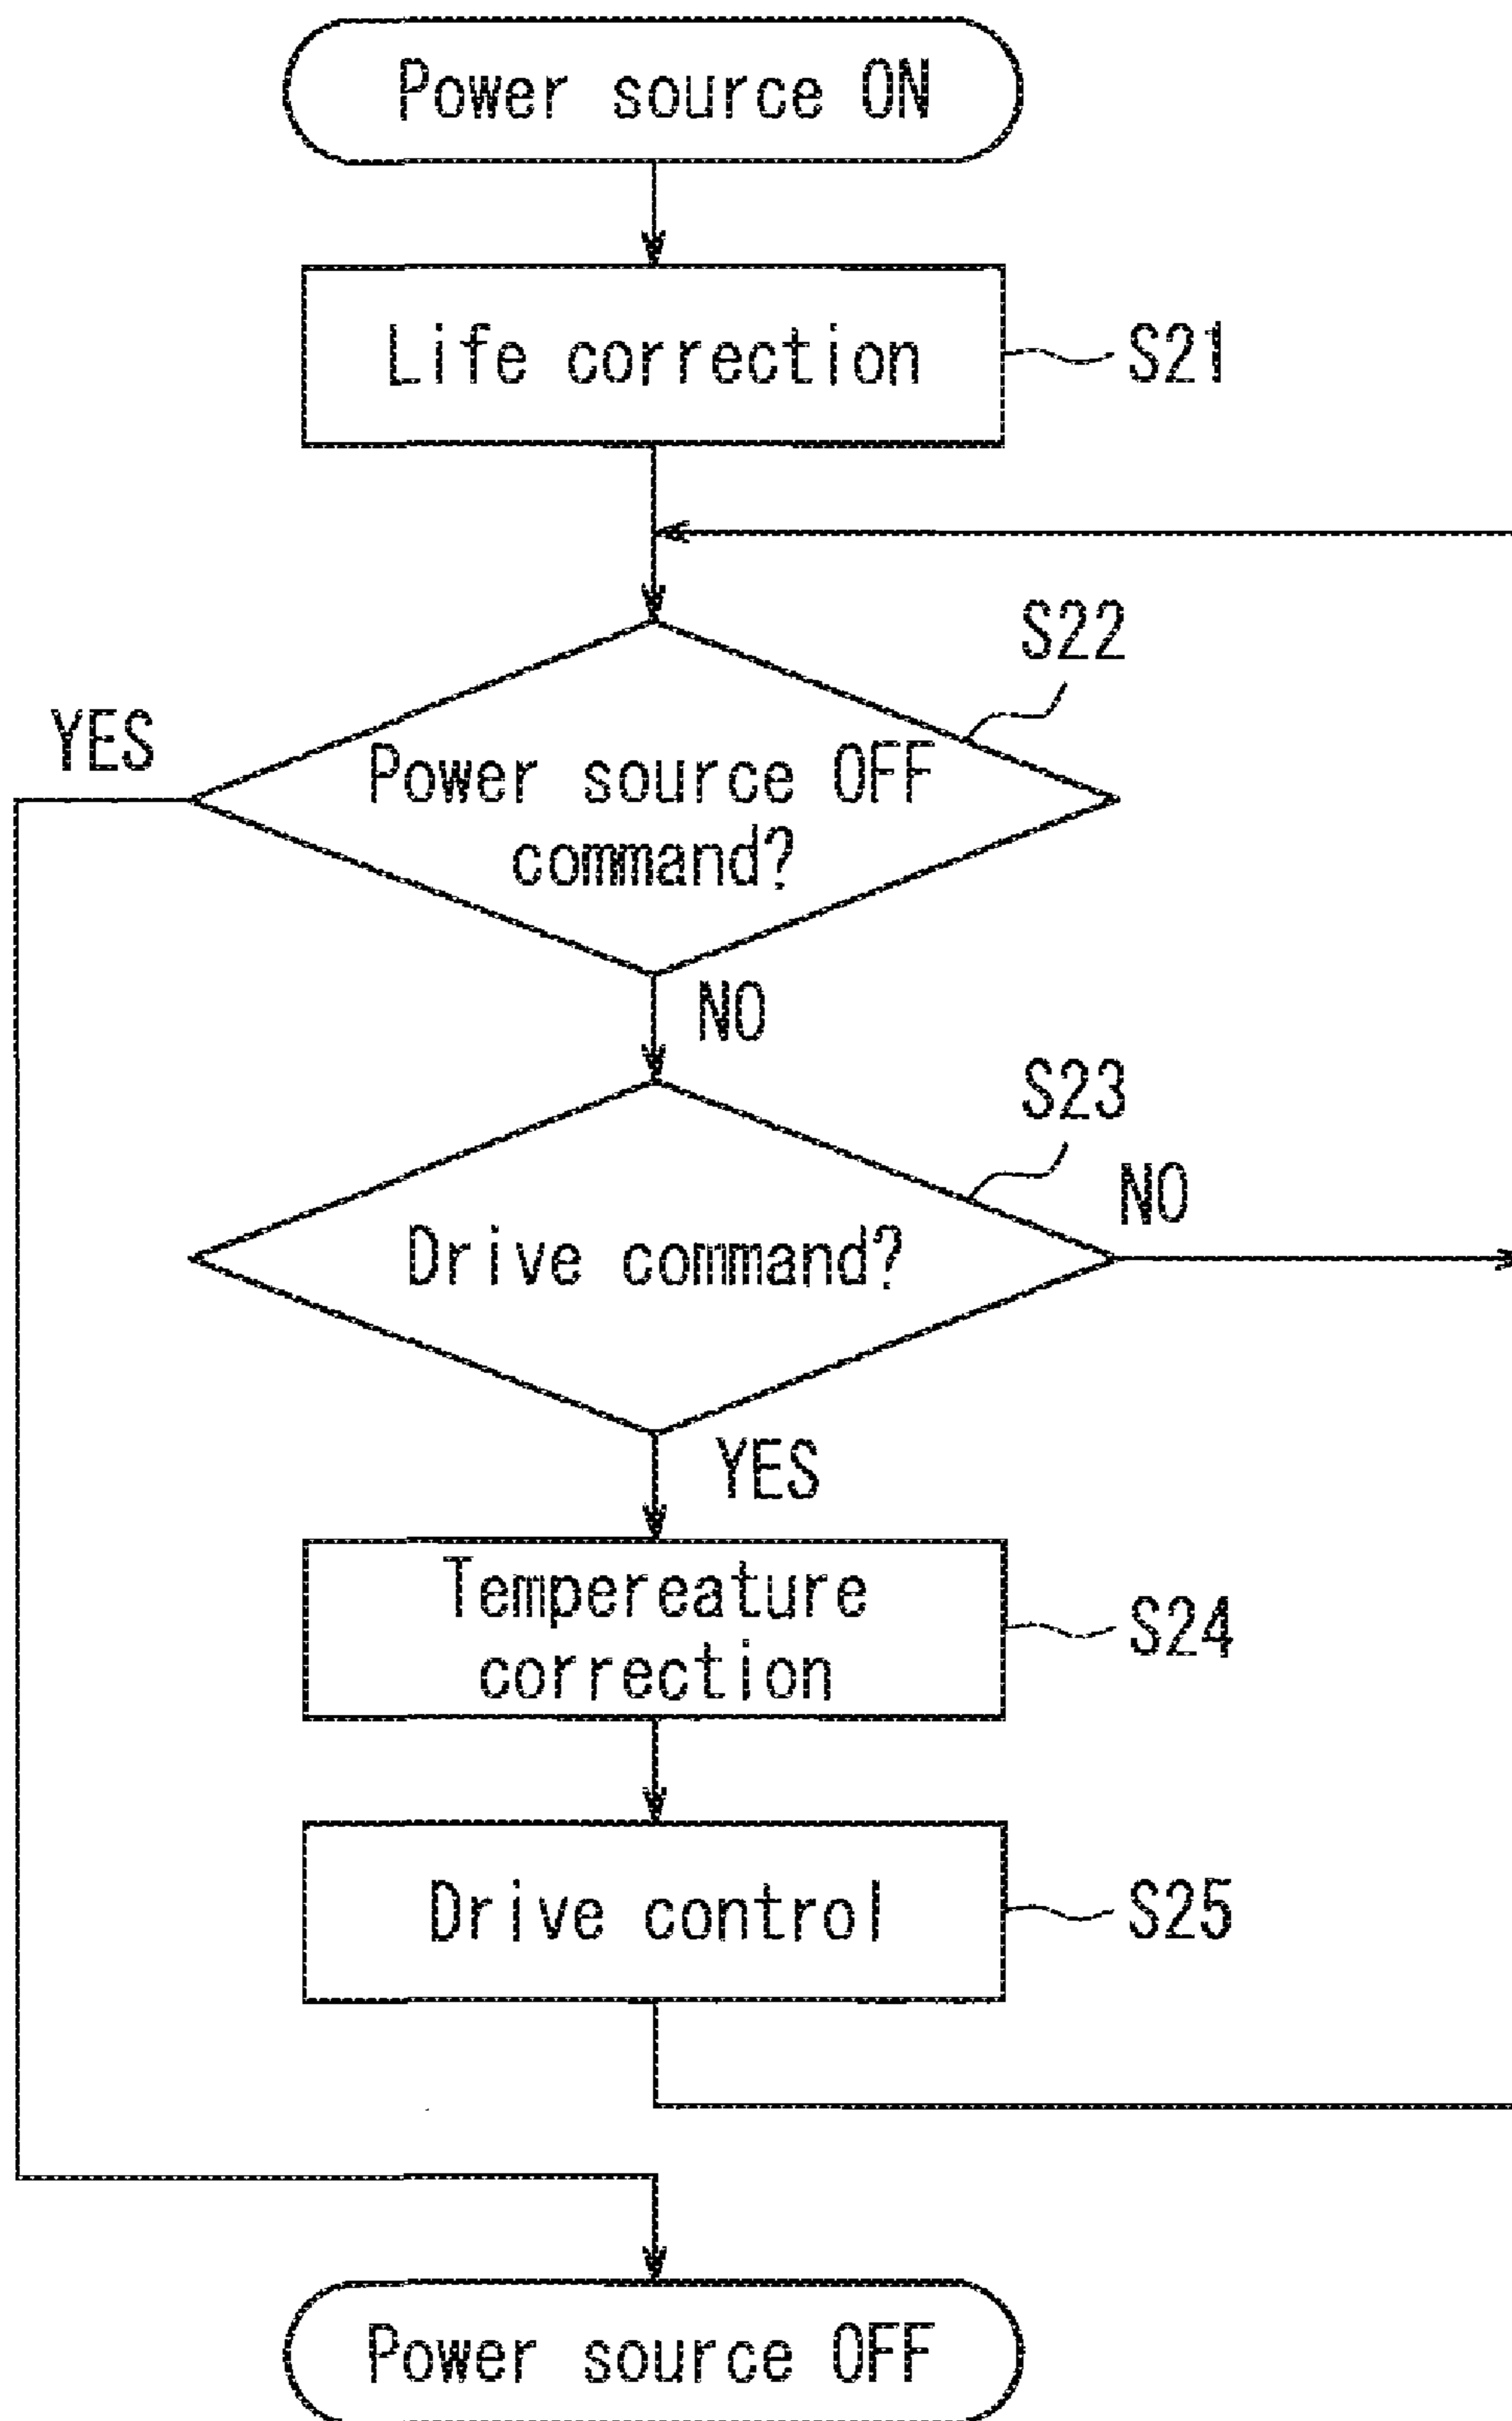 Power source ON
Life correction
S21
S22
YES
Power source OFF
command?
NO
S23
NO
Drive command?
YES
Tempereature
correction
S24
Drive control
S25
Power source OFF